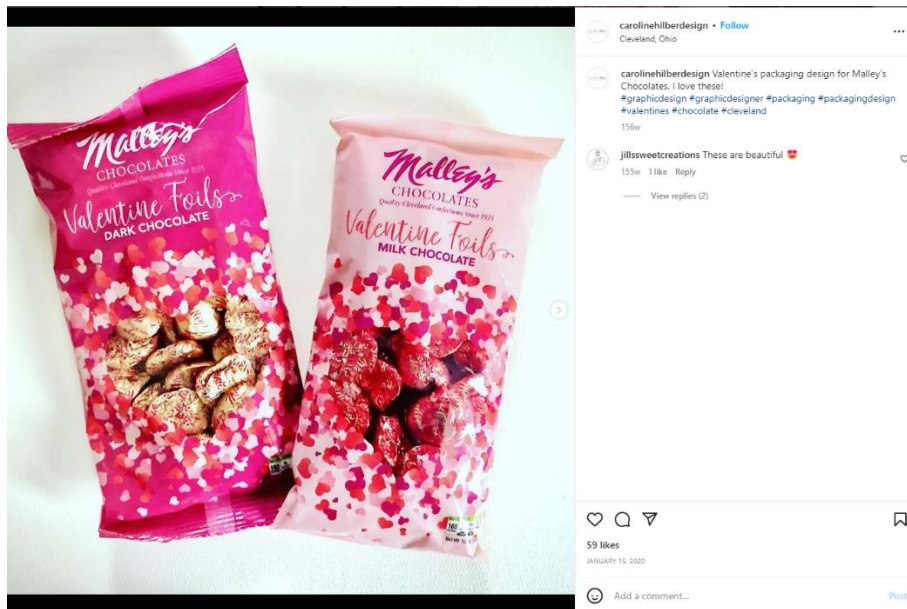 Malley's
CHOCOLATES
Quality Cleveland Confections Since 1935
Valentine Foils
DARK CHOCOLATE
160
Malley's
CHOCOLATES
Quality Cleveland Confections Since 1935
Valentine Foils
MILK CHOCOLATE
160
carolinehilberdesign • Follow
Cleveland, Ohio
carolinehilberdesign Valentine's packaging design for Malley's
Chocolates. I love these!
#graphicdesign #graphicdesigner #packaging #packagingdesign
#valentines #chocolate #cleveland
156w
jillssweetcreations These are beautiful 😍
155w 1 like Reply
View replies (2)
59 likes
JANUARY 15, 2020
Add a comment...
Post